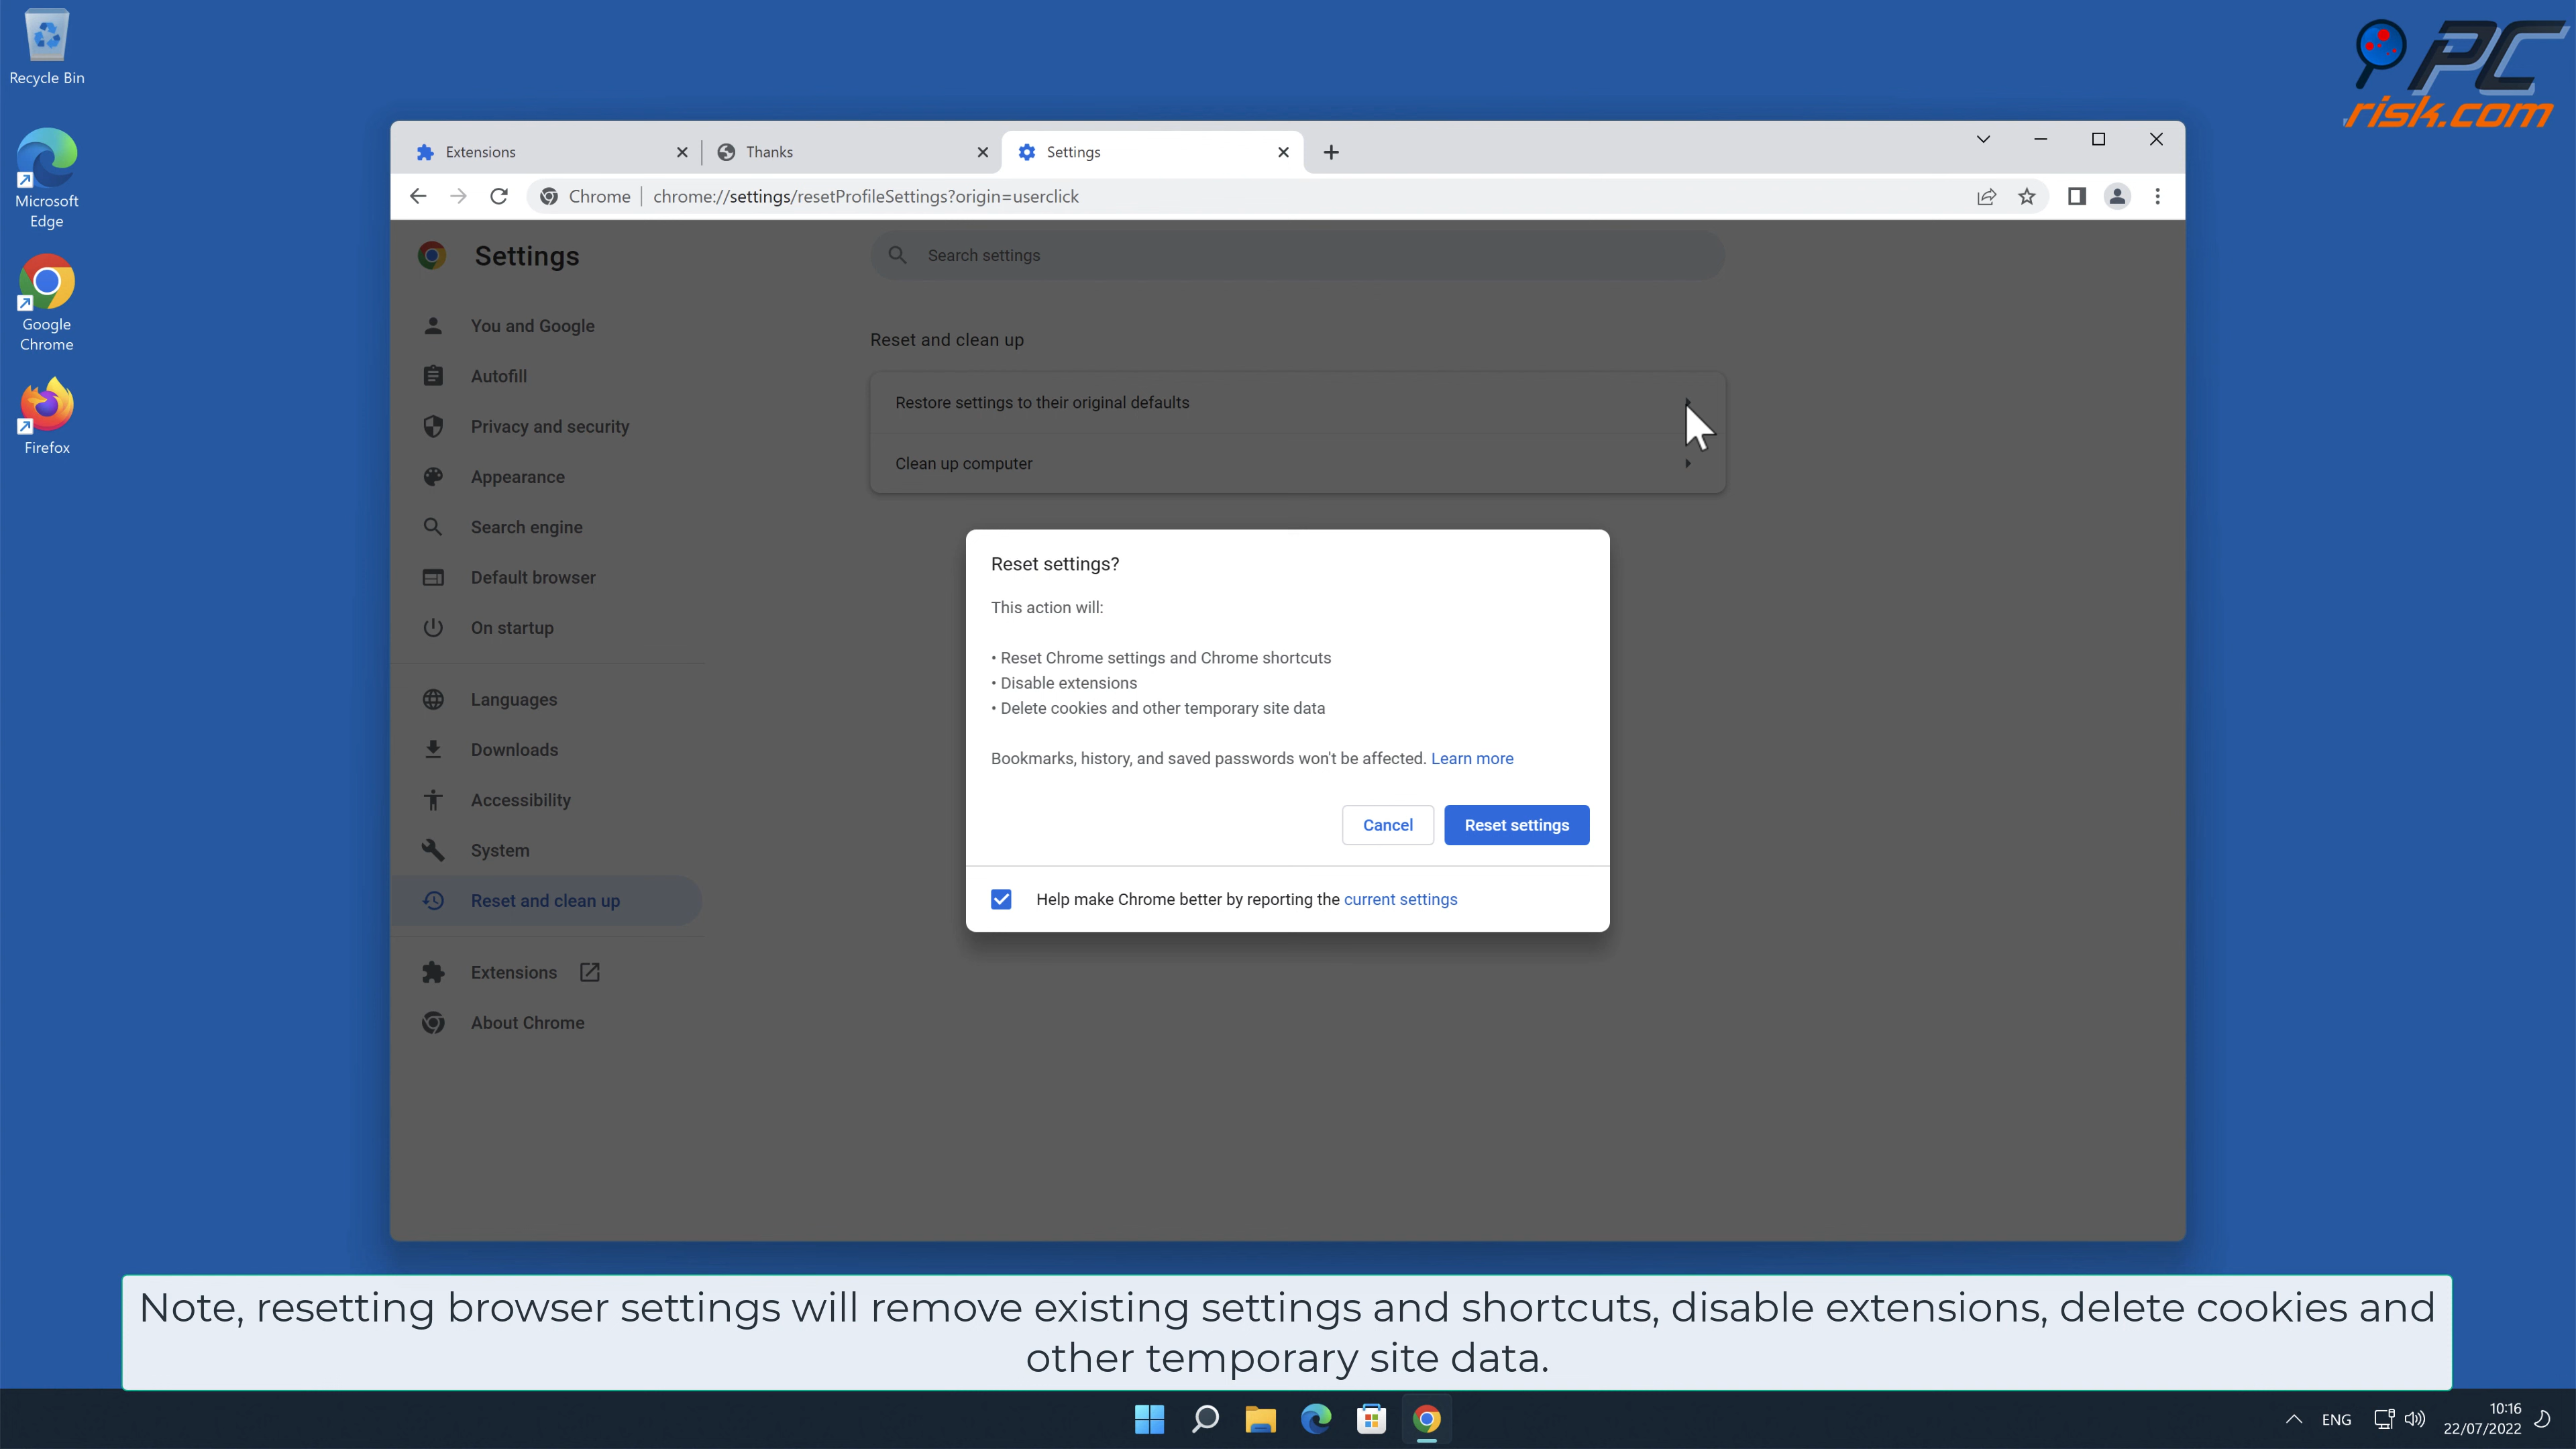 Recycle Bin
Microsoft
Edge
Google
Chrome
Firefox
PC
risk.com
Extensions
Thanks
Settings
Chrome
chrome://settings/resetProfileSettings?origin=userclick
Settings
Search settings
You and Google
Autofill
Privacy and security
Appearance
Search engine
Default browser
On startup
Languages
Downloads
Accessibility
System
Reset and clean up
Extensions
About Chrome
Reset and clean up
Restore settings to their original defaults
Clean up computer
Reset settings?
This action will:
• Reset Chrome settings and Chrome shortcuts
• Disable extensions
• Delete cookies and other temporary site data
Bookmarks, history, and saved passwords won't be affected. Learn more
Cancel
Reset settings
Help make Chrome better by reporting the current settings
Note, resetting browser settings will remove existing settings and shortcuts, disable extensions, delete cookies and
other temporary site data.
ENG
10:16
22/07/2022